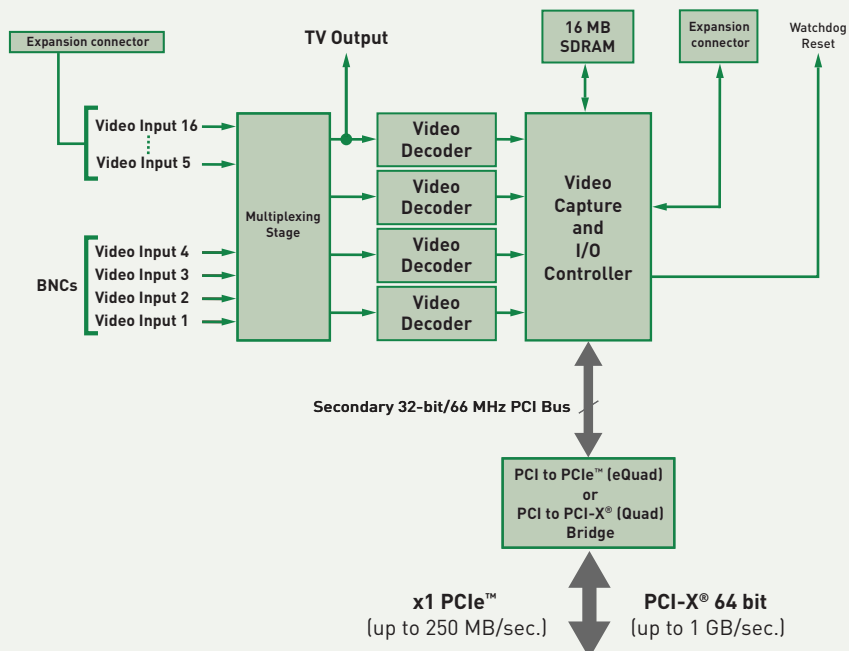 Expansion connector
TV Output
16 MB
SDRAM
Expansion
connector
Watchdog
Reset
Video Input 16
Video Input 5
BNCs
Video Input 4
Video Input 3
Video Input 2
Video Input 1
Multiplexing
Stage
Video
Decoder
Video
Decoder
Video
Decoder
Video
Decoder
Video
Capture
and
I/O
Controller
Secondary 32-bit/66 MHz PCI Bus
PCI to PCIe™ (eQuad)
or
PCI to PCI-X® (Quad)
Bridge
x1 PCIe™
(up to 250 MB/sec.)
PCI-X® 64 bit
(up to 1 GB/sec.)